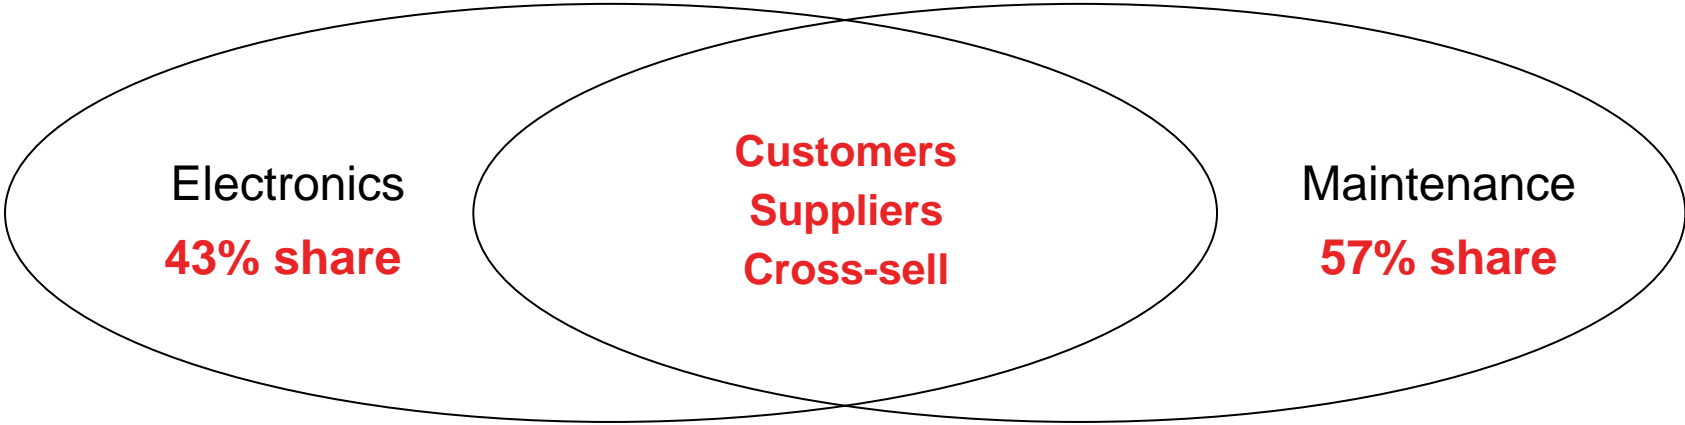 Electronics
43% share
Customers
Suppliers
Cross-sell
Maintenance
57% share